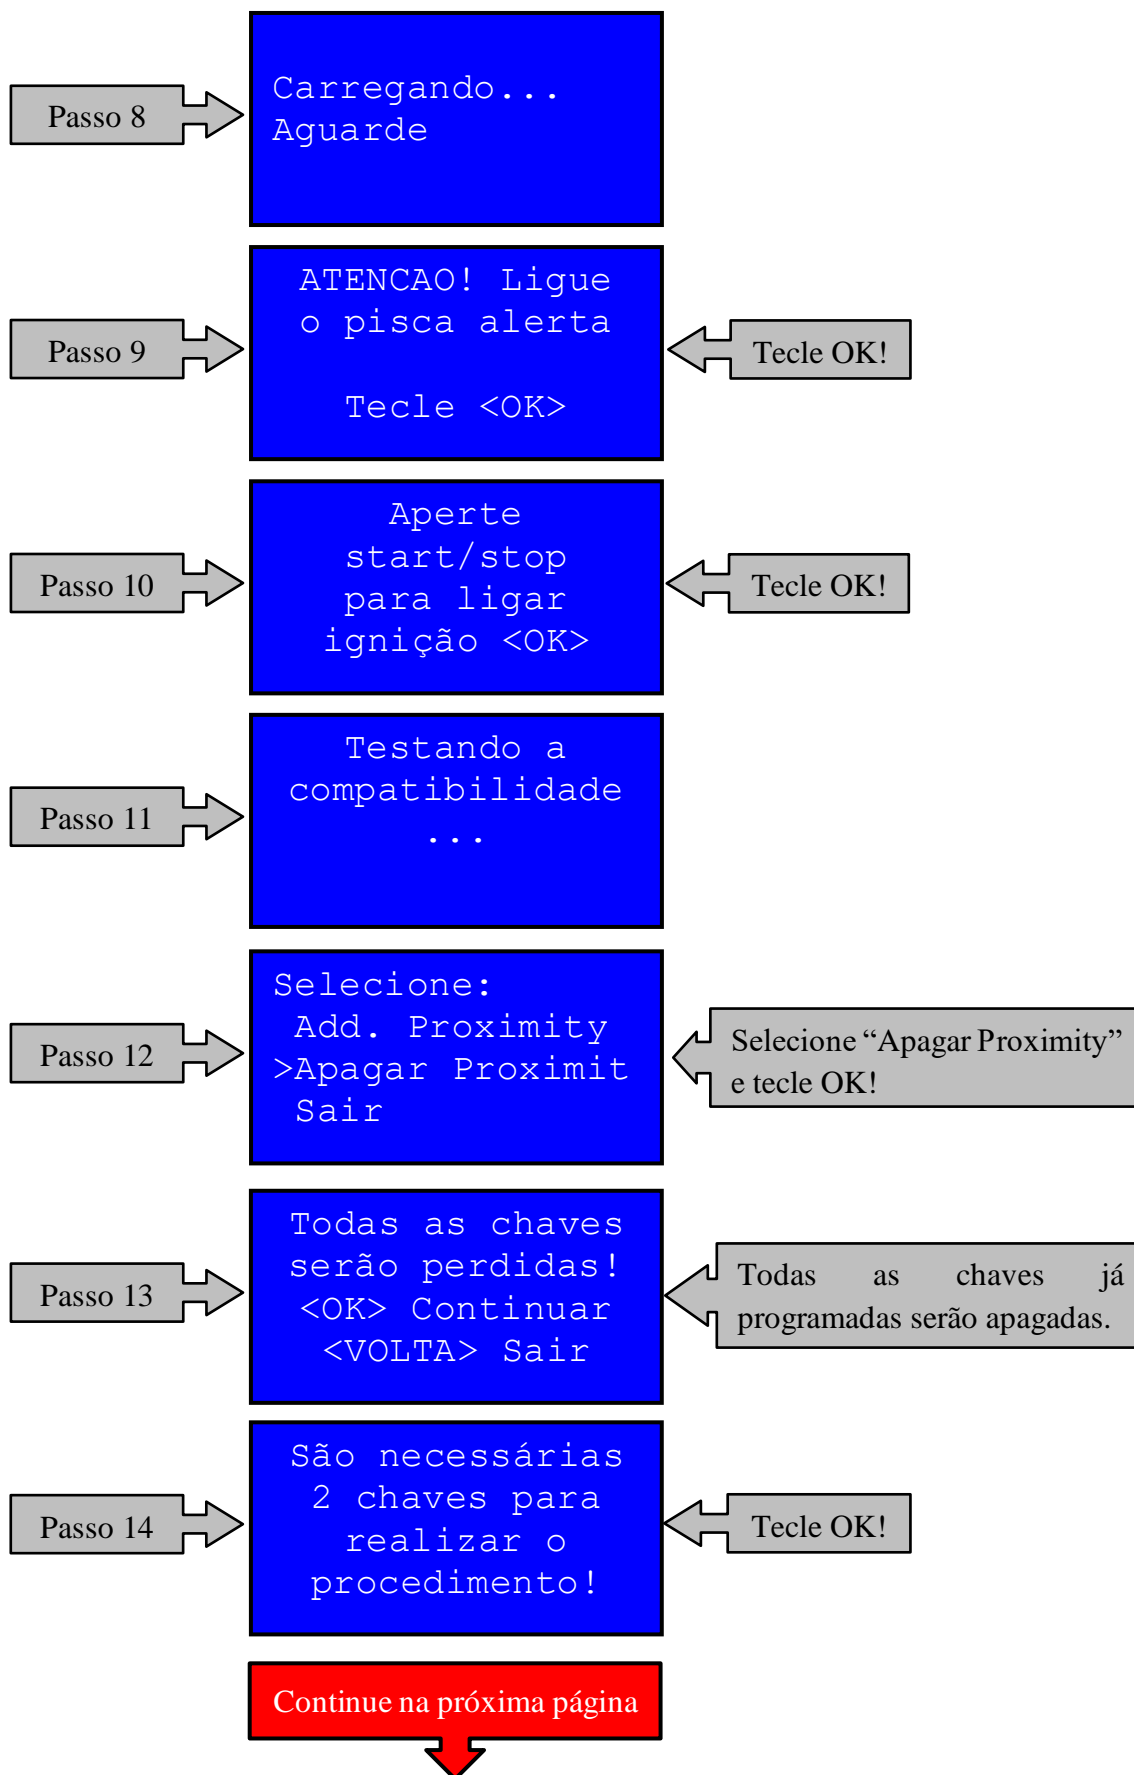 Passo 8
Carregando...
Aguarde
Passo 9
ATENCAO! Ligue
o pisca alerta
Tecle <OK>
Tecle OK!
Passo 10
Aperte
start/stop
para ligar
ignição <OK>
Tecle OK!
Passo 11
Testando a
compatibilidade
...
Passo 12
Selecione:
Add. Proximity
>Apagar Proximit
Sair
Selecione “Apagar Proximity”
e tecle OK!
Passo 13
Todas as chaves
serão perdidas!
<OK> Continuar
<VOLTA> Sair
Todas as chaves já
programadas serão apagadas.
Passo 14
São necessárias
2 chaves para
realizar o
procedimento!
Tecle OK!
Continue na próxima página